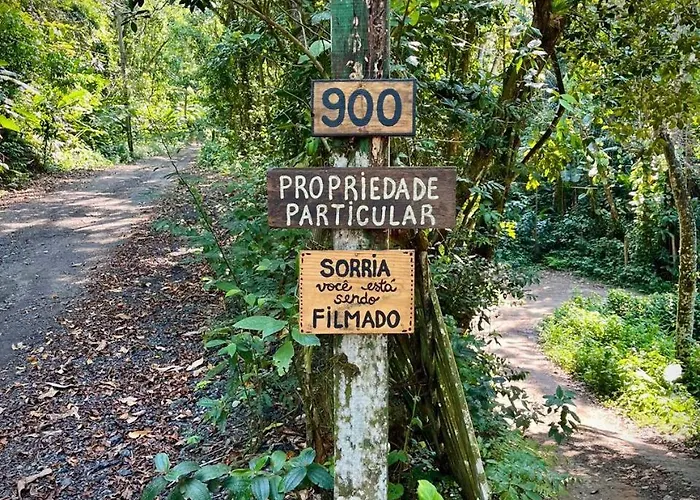 900
PROPRIEDADE
PARTICULAR
SORRIA
você está
sendo
FILMADO